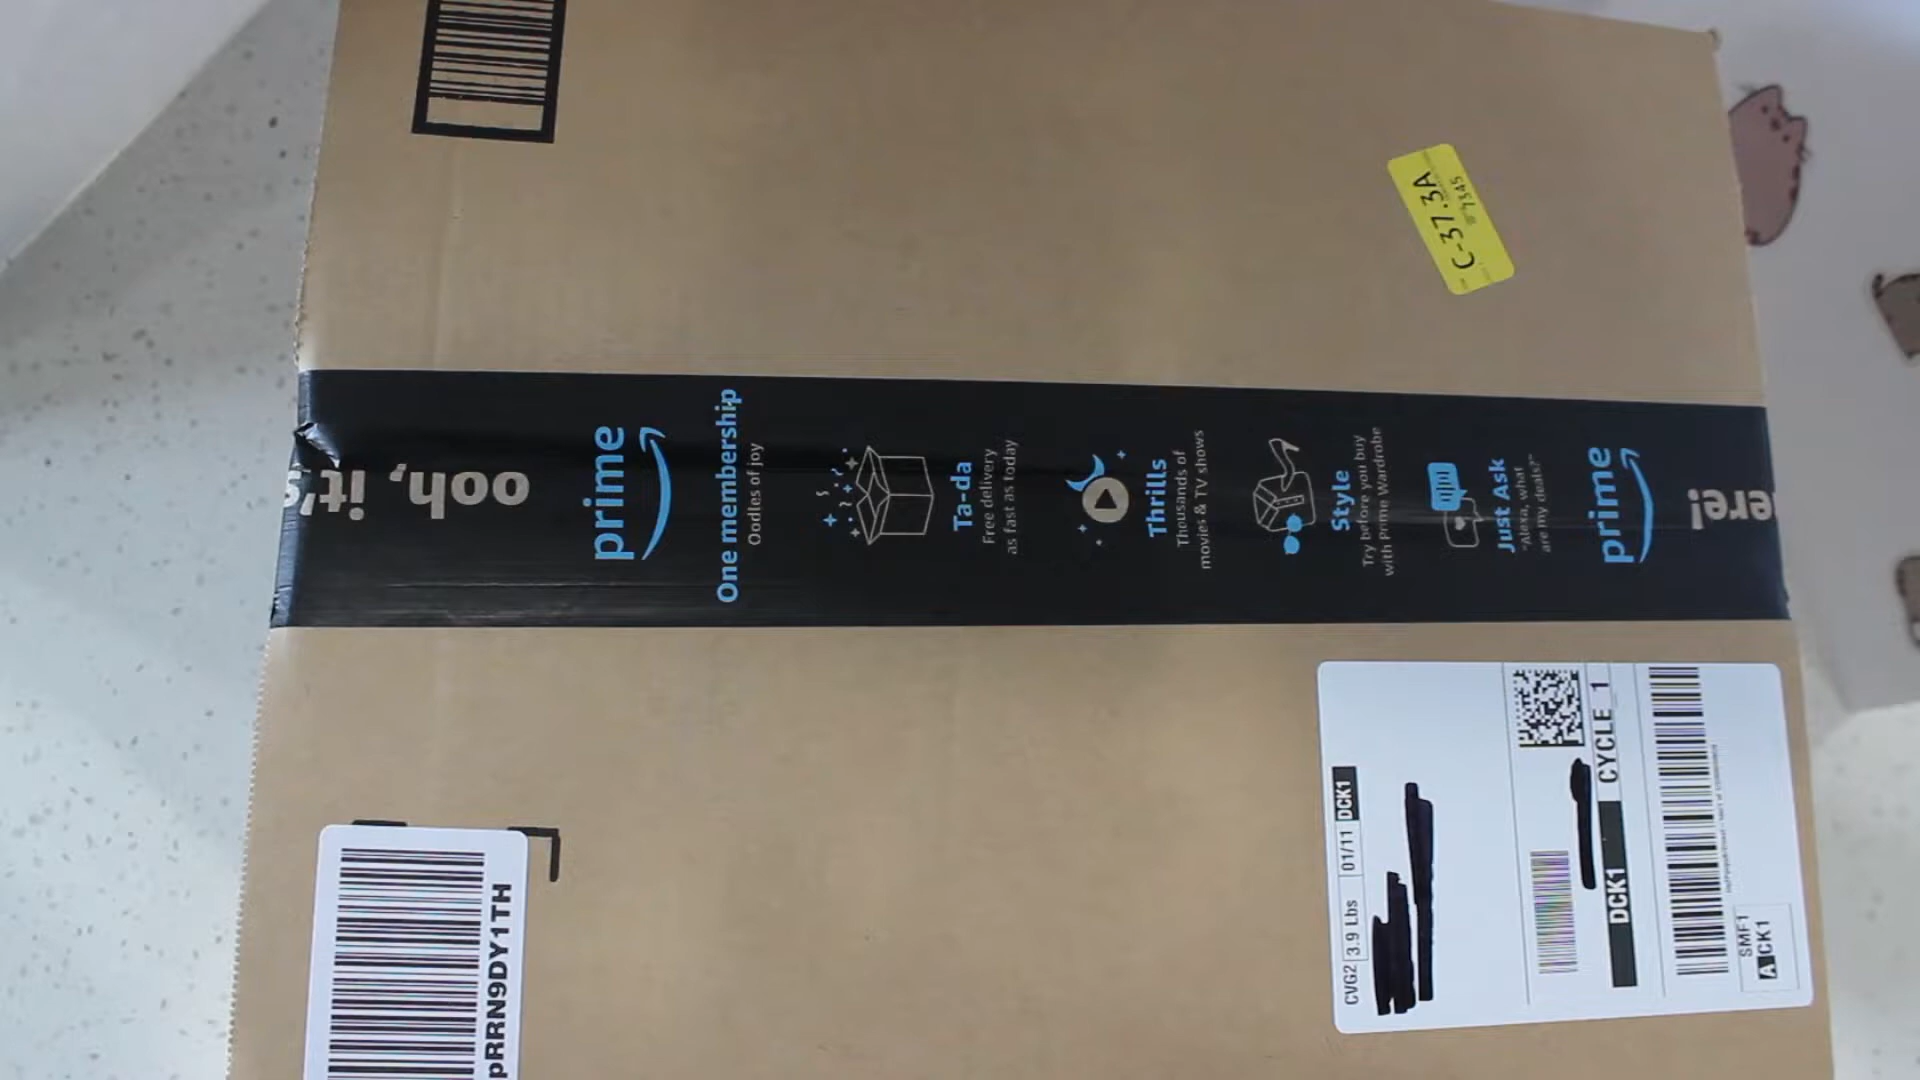 C-37.3A
7345
ooh, it's
prime
One membership
Oodles of joy
Ta-da
Free delivery
as fast as today
Thrills
Thousands of
movies & TV shows
Style
Try before you buy
with Prime Wardrobe
Just Ask
"Alexa, what
are my deals?"
prime
ere!
CVG2 3.9 Lbs 01/11 DCK1
DCK1 CYCLE_1
SMF1
A CK1
pRRN9DY1TH